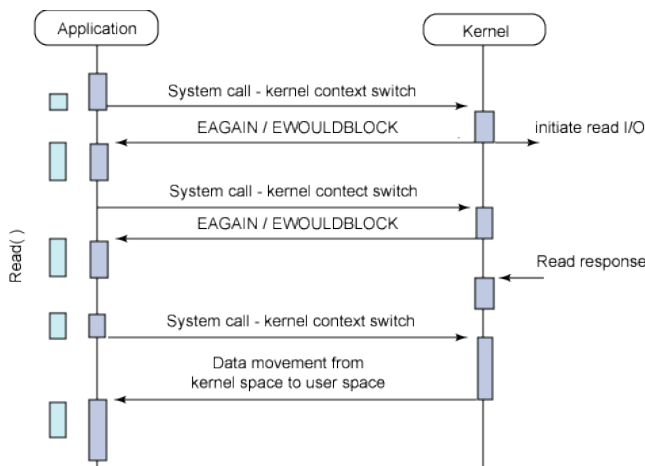 Application
Kernel
System call - kernel context switch
EAGAIN / EWOULDBLOCK
initiate read I/O
System call - kernel contect switch
EAGAIN / EWOULDBLOCK
Read( )
Read response
System call - kernel context switch
Data movement from
kernel space to user space